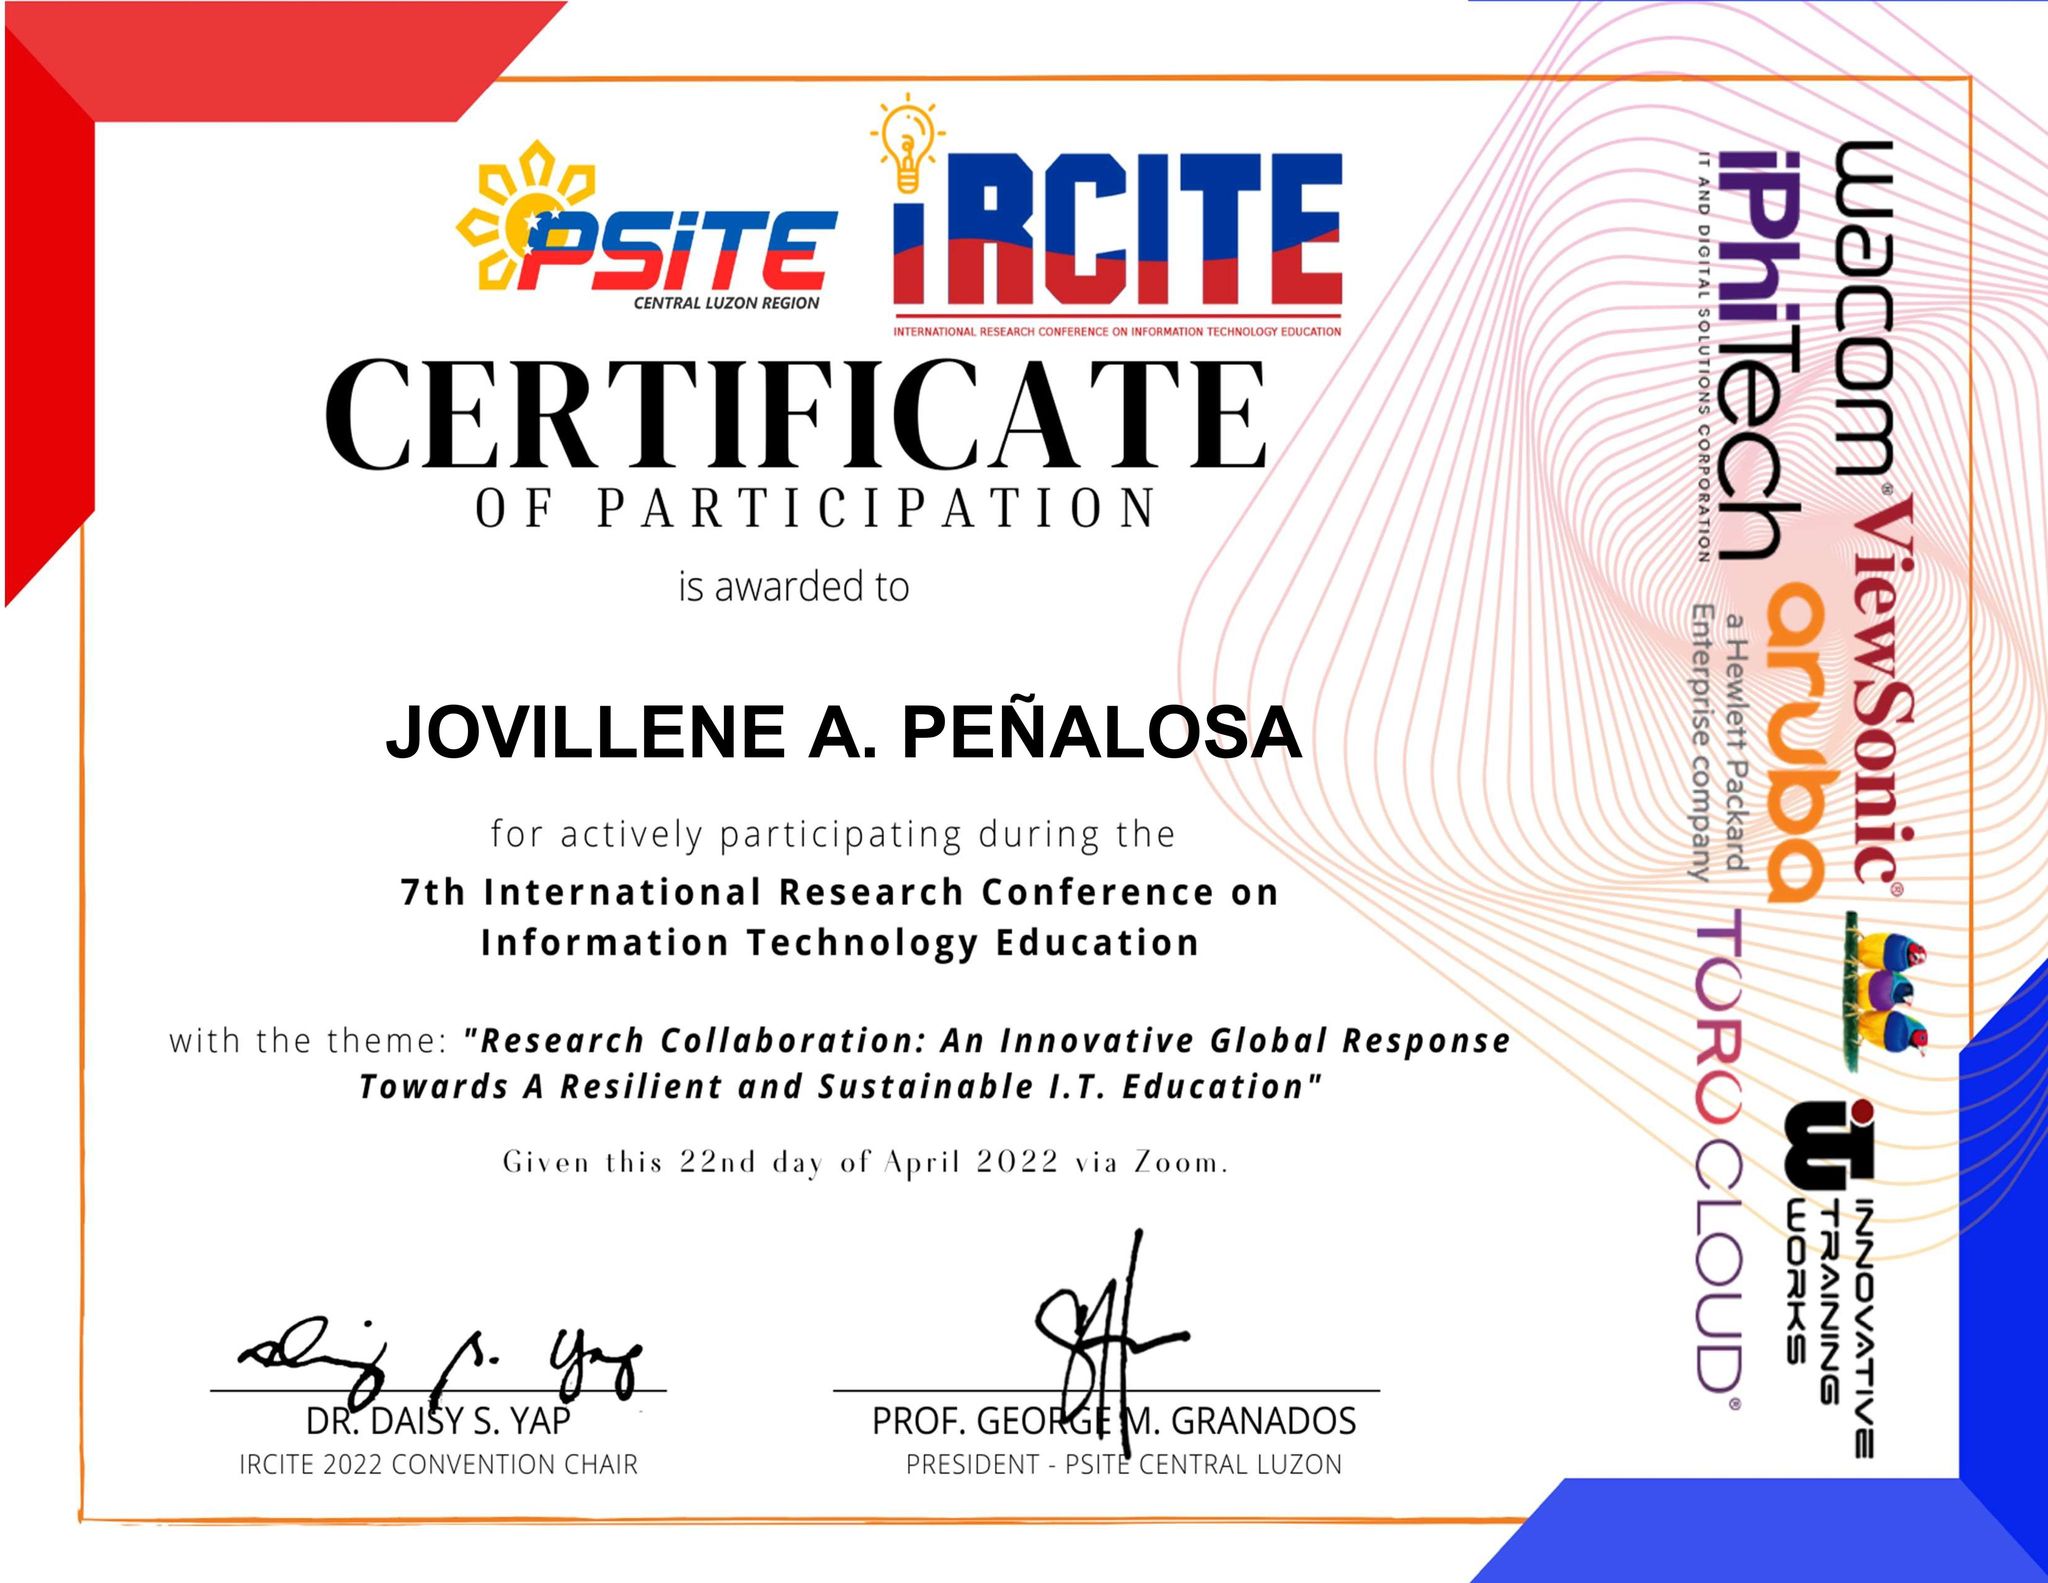 PSiTE
CENTRAL LUZON REGION
iRCITE
INTERNATIONAL RESEARCH CONFERENCE ON INFORMATION TECHNOLOGY EDUCATION
CERTIFICATE
OF PARTICIPATION
is awarded to
JOVILLENE A. PEÑALOSA
for actively participating during the
7th International Research Conference on
Information Technology Education
with the theme: "Research Collaboration: An Innovative Global Response
Towards A Resilient and Sustainable I.T. Education"
Given this 22nd day of April 2022 via Zoom.
Daisy S. Yap
DR. DAISY S. YAP
IRCITE 2022 CONVENTION CHAIR
PROF. GEORGE M. GRANADOS
PRESIDENT - PSITE CENTRAL LUZON
wacom®
iPhiTech
IT AND DIGITAL SOLUTIONS CORPORATION
ViewSonic®
aruba
a Hewlett Packard
Enterprise company
TORO CLOUD®
iTW
INNOVATIVE
TRAINING
WORKS